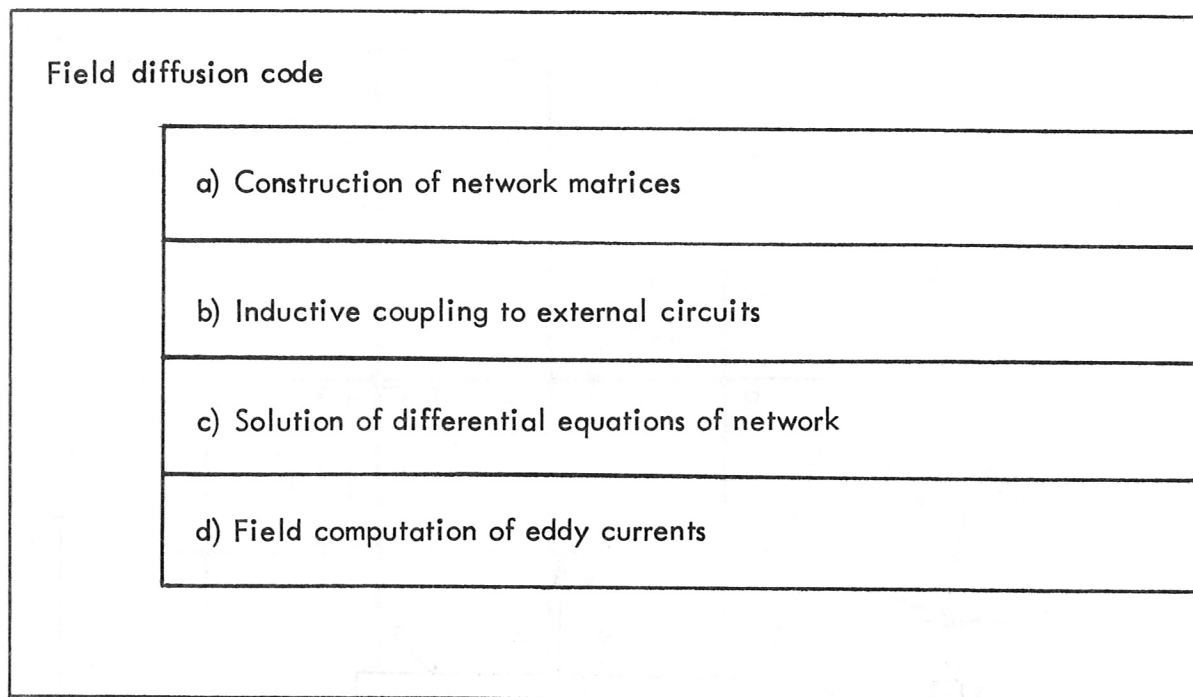 Field diffusion code
a) Construction of network matrices
b) Inductive coupling to external circuits
c) Solution of differential equations of network
d) Field computation of eddy currents